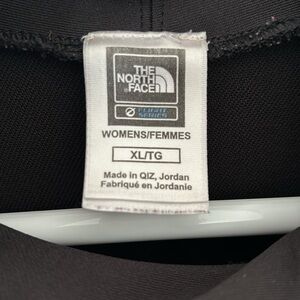 THE
NORTH
FACE
FLIGHT
SERIES
WOMENS/FEMMES
XL/TG
Made in QIZ, Jordan
Fabriqué en Jordanie